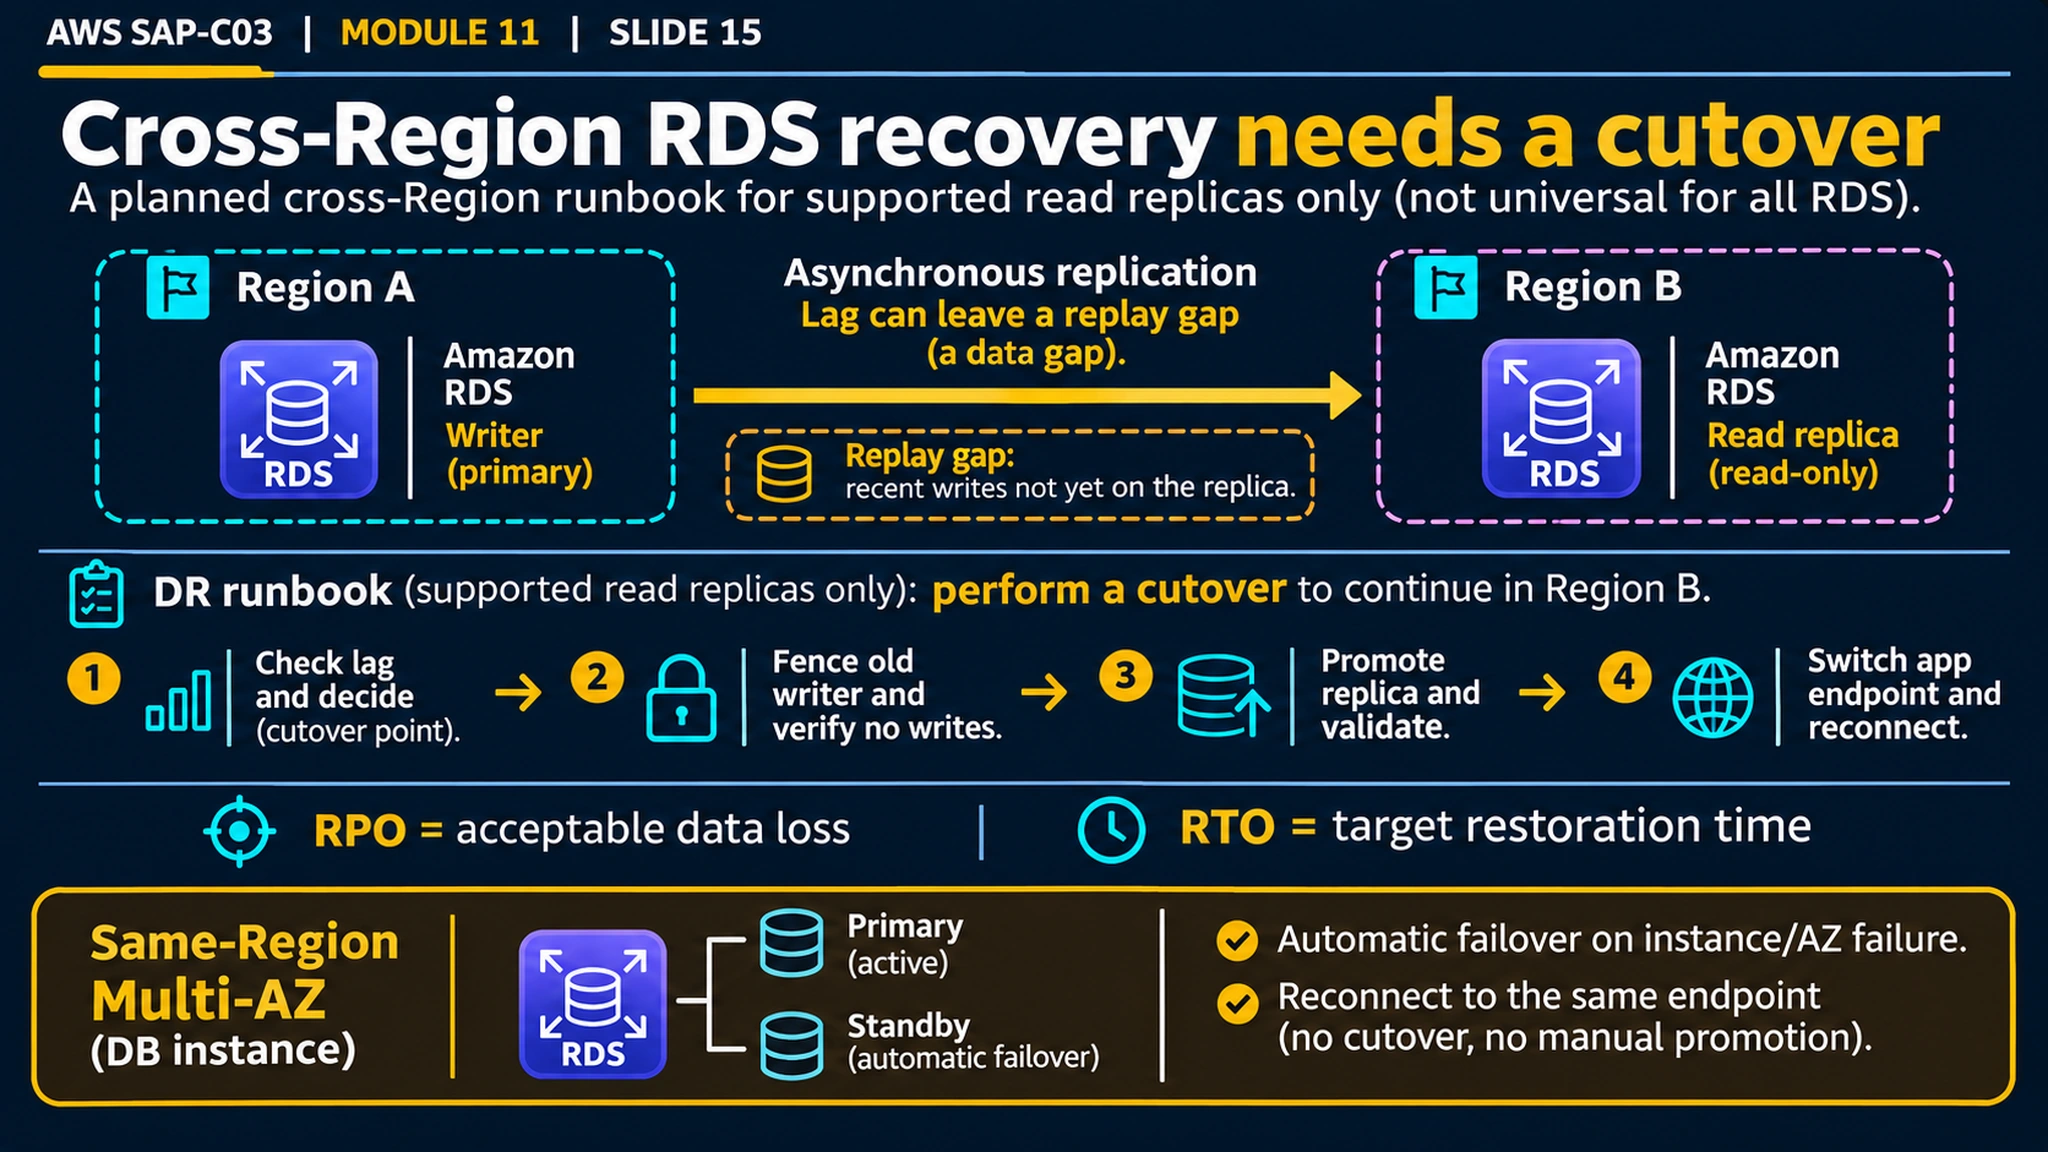 AWS SAP-C03 | MODULE 11 | SLIDE 15
Cross-Region RDS recovery needs a cutover
A planned cross-Region runbook for supported read replicas only (not universal for all RDS).
Region A
Amazon
RDS
Writer
(primary)
RDS
Asynchronous replication
Lag can leave a replay gap
(a data gap).
Replay gap:
recent writes not yet on the replica.
Region B
Amazon
RDS
Read replica
(read-only)
RDS
DR runbook (supported read replicas only): perform a cutover to continue in Region B.
1
Check lag
and decide
(cutover point).
2
Fence old
writer and
verify no writes.
3
Promote
replica and
validate.
4
Switch app
endpoint and
reconnect.
RPO = acceptable data loss
RTO = target restoration time
Same-Region
Multi-AZ
(DB instance)
RDS
Primary
(active)
Standby
(automatic failover)
Automatic failover on instance/AZ failure.
Reconnect to the same endpoint
(no cutover, no manual promotion).